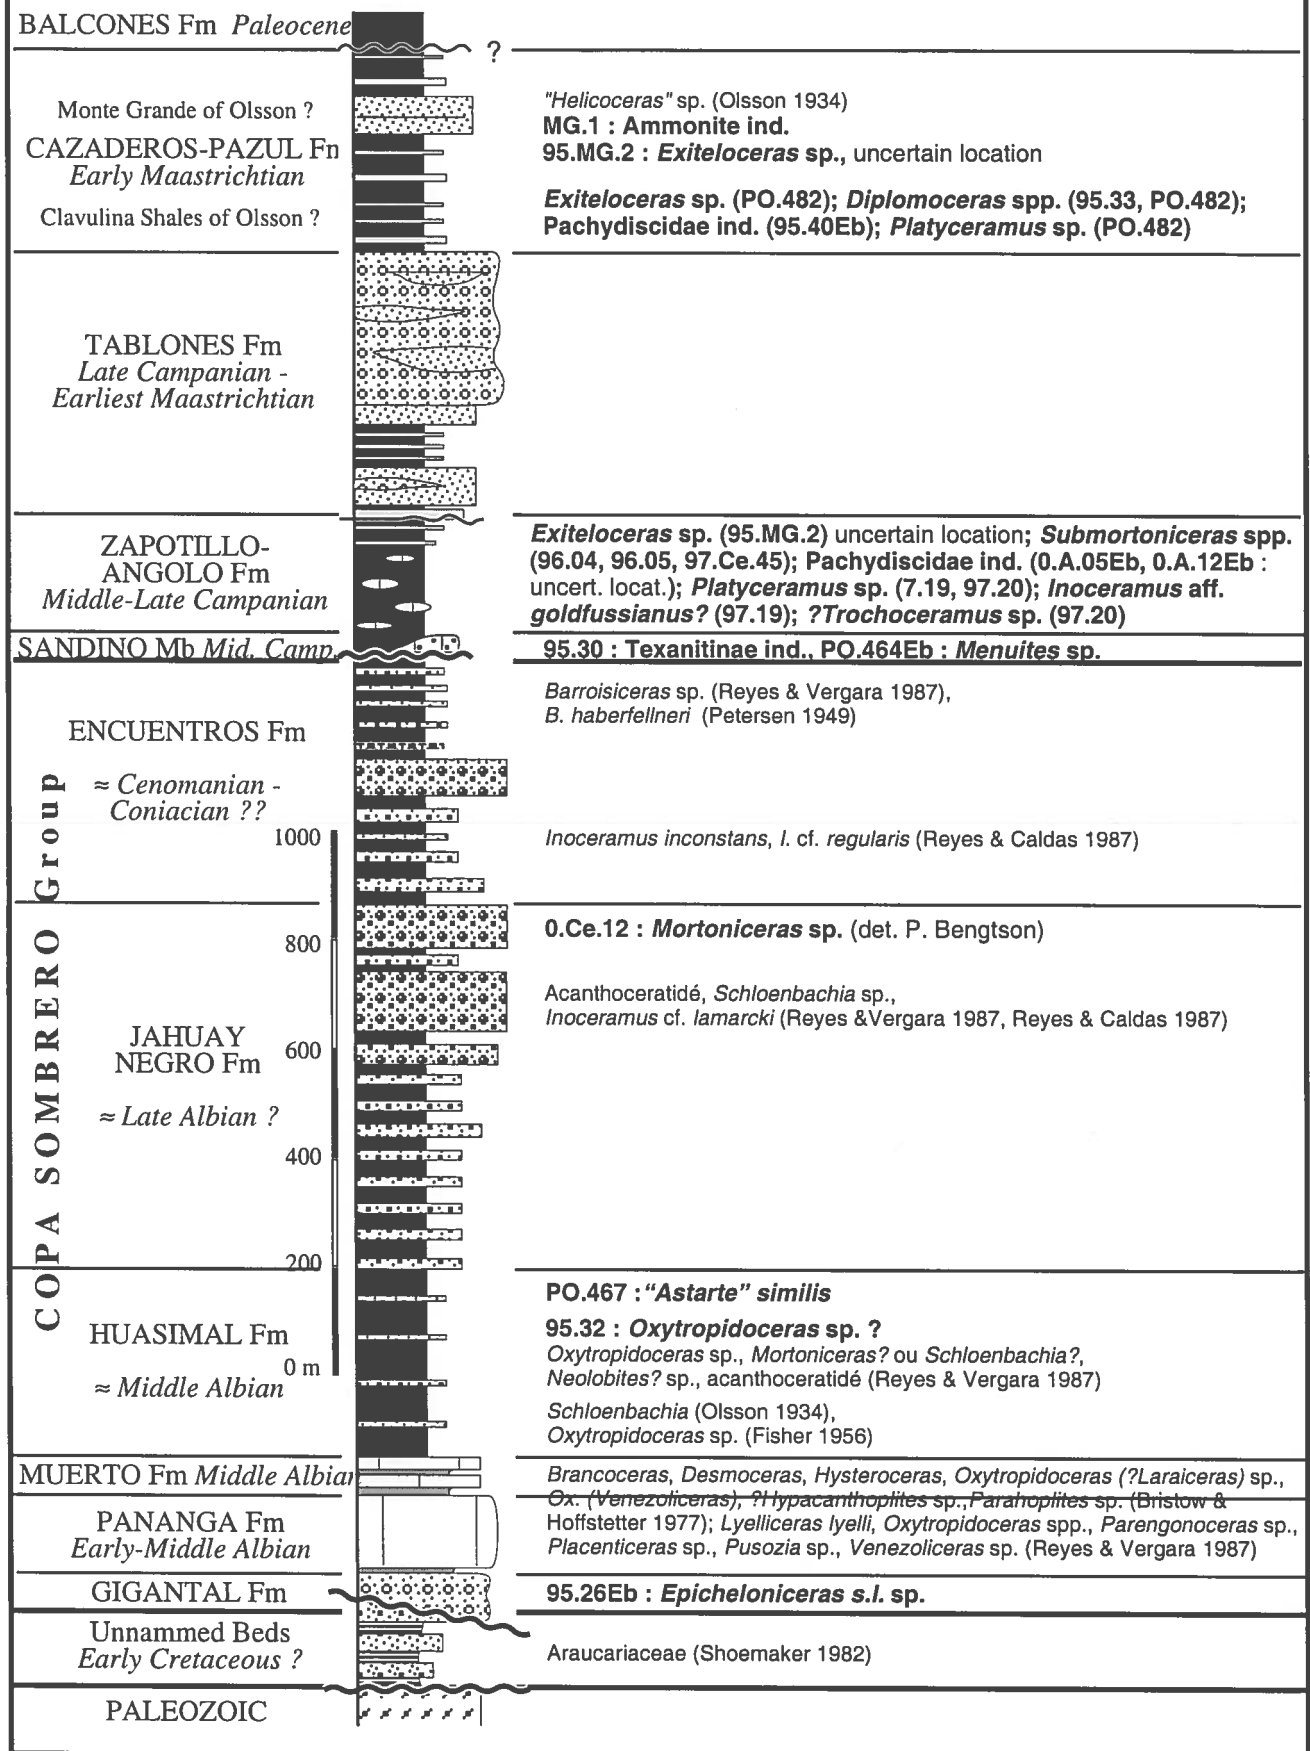 BALCONES Fm Paleocene
?
Monte Grande of Olsson ?
CAZADEROS-PAZUL Fn
Early Maastrichtian
Clavulina Shales of Olsson ?
"Helicoceras" sp. (Olsson 1934)
MG.1 : Ammonite ind.
95.MG.2 : Exiteloceras sp., uncertain location
Exiteloceras sp. (PO.482); Diplomoceras spp. (95.33, PO.482);
Pachydiscidae ind. (95.40Eb); Platyceramus sp. (PO.482)
TABLONES Fm
Late Campanian -
Earliest Maastrichtian
ZAPOTILLO-
ANGOLO Fm
Middle-Late Campanian
Exiteloceras sp. (95.MG.2) uncertain location; Submortoniceras spp.
(96.04, 96.05, 97.Ce.45); Pachydiscidae ind. (0.A.05Eb, 0.A.12Eb :
uncert. locat.); Platyceramus sp. (7.19, 97.20); Inoceramus aff.
goldfussianus? (97.19); ?Trochoceramus sp. (97.20)
SANDINO Mb Mid. Camp.
95.30 : Texanitinae ind., PO.464Eb : Menuites sp.
COPA SOMBRERO Group
ENCUENTROS Fm
≈ Cenomanian -
Coniacian ??
Barroisiceras sp. (Reyes & Vergara 1987),
B. haberfellneri (Petersen 1949)
1000
Inoceramus inconstans, I. cf. regularis (Reyes & Caldas 1987)
800
JAHUAY
NEGRO Fm
600
≈ Late Albian ?
400
200
0.Ce.12 : Mortoniceras sp. (det. P. Bengtson)
Acanthoceratidé, Schloenbachia sp.,
Inoceramus cf. lamarcki (Reyes &Vergara 1987, Reyes & Caldas 1987)
HUASIMAL Fm
0 m
≈ Middle Albian
PO.467 : "Astarte" similis
95.32 : Oxytropidoceras sp. ?
Oxytropidoceras sp., Mortoniceras? ou Schloenbachia?,
Neolobites? sp., acanthoceratidé (Reyes & Vergara 1987)
Schloenbachia (Olsson 1934),
Oxytropidoceras sp. (Fisher 1956)
MUERTO Fm Middle Albian
PANANGA Fm
Early-Middle Albian
Brancoceras, Desmoceras, Hysteroceras, Oxytropidoceras (?Laraiceras) sp.,
Ox. (Venezoliceras), ?Hypacanthoplites sp.,Parahoplites sp. (Bristow &
Hoffstetter 1977); Lyelliceras lyelli, Oxytropidoceras spp., Parengonoceras sp.,
Placenticeras sp., Pusozia sp., Venezoliceras sp. (Reyes & Vergara 1987)
GIGANTAL Fm
95.26Eb : Epicheloniceras s.l. sp.
Unnammed Beds
Early Cretaceous ?
Araucariaceae (Shoemaker 1982)
PALEOZOIC